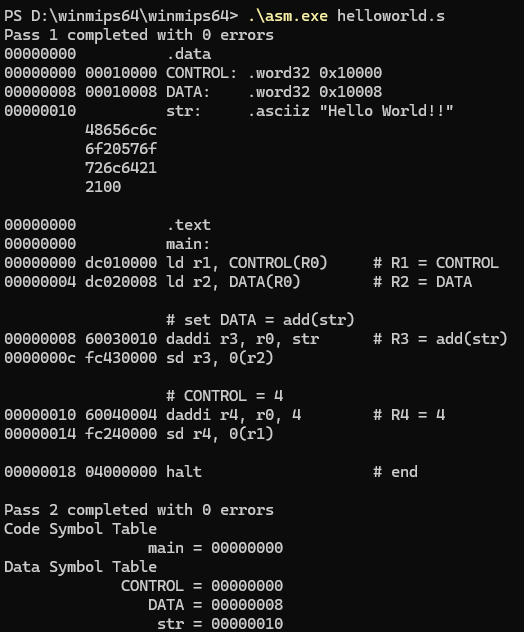 PS D:\winmips64\winmips64> .\asm.exe helloworld.s
Pass 1 completed with 0 errors
00000000          .data
00000000 00010000 CONTROL: .word32 0x10000
00000008 00010008 DATA:    .word32 0x10008
00000010          str:     .asciiz "Hello World!!"
         48656c6c
         6f20576f
         726c6421
         2100

00000000          .text
00000000          main:
00000000 dc010000 ld r1, CONTROL(R0)     # R1 = CONTROL
00000004 dc020008 ld r2, DATA(R0)        # R2 = DATA

                  # set DATA = add(str)
00000008 60030010 daddi r3, r0, str      # R3 = add(str)
0000000c fc430000 sd r3, 0(r2)

                  # CONTROL = 4
00000010 60040004 daddi r4, r0, 4        # R4 = 4
00000014 fc240000 sd r4, 0(r1)

00000018 04000000 halt                   # end

Pass 2 completed with 0 errors
Code Symbol Table
                main = 00000000
Data Symbol Table
             CONTROL = 00000000
                DATA = 00000008
                 str = 00000010